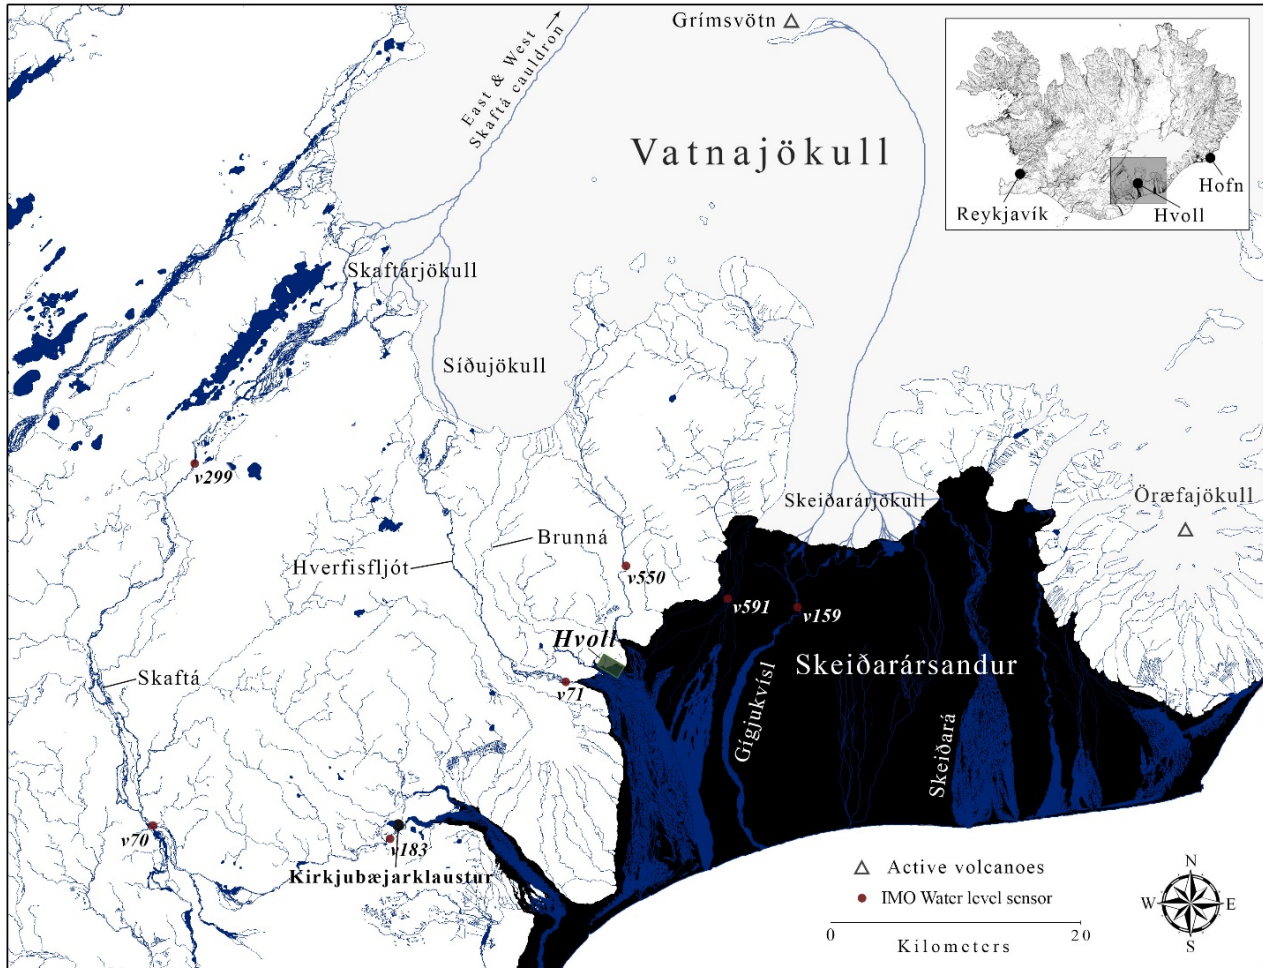 Grímsvötn
East & West
Skaftá cauldron
Vatnajökull
Reykjavík
Hofn
Hvoll
Skaftárjökull
Síðujökull
v299
Skeiðarárjökull
Öræfajökull
Brunná
Hverfisfljót
v550
v591
v159
Hvoll
Skeiðarársandur
Skaftá
v71
Gígjukvísl
Skeiðará
v70
v183
Kirkjubæjarklaustur
Active volcanoes
IMO Water level sensor
0
20
Kilometers
N
W
E
S